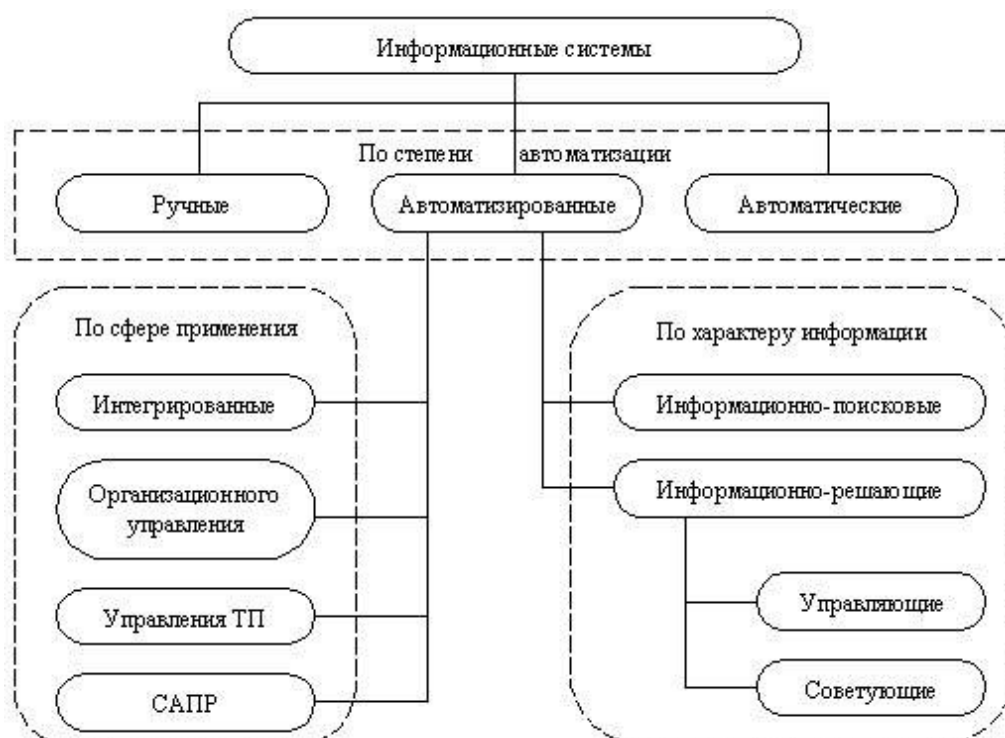 Информационные системы
По степени автоматизации
Ручные
Автоматизированные
Автоматические
По сфере применения
Интегрированные
Организационного
управления
Управления ТП
САПР
По характеру информации
Информационно-поисковые
Информационно-решающие
Управляющие
Советующие